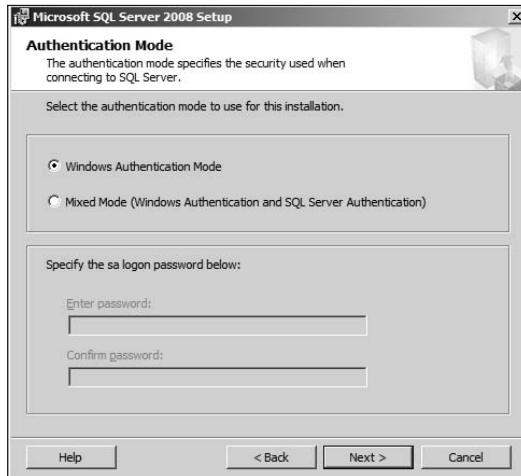 Microsoft SQL Server 2008 Setup
Authentication Mode
The authentication mode specifies the security used when
connecting to SQL Server.
Select the authentication mode to use for this installation.
Windows Authentication Mode
Mixed Mode (Windows Authentication and SQL Server Authentication)
Specify the sa logon password below:
Enter password:
Confirm password:
Help
< Back
Next >
Cancel